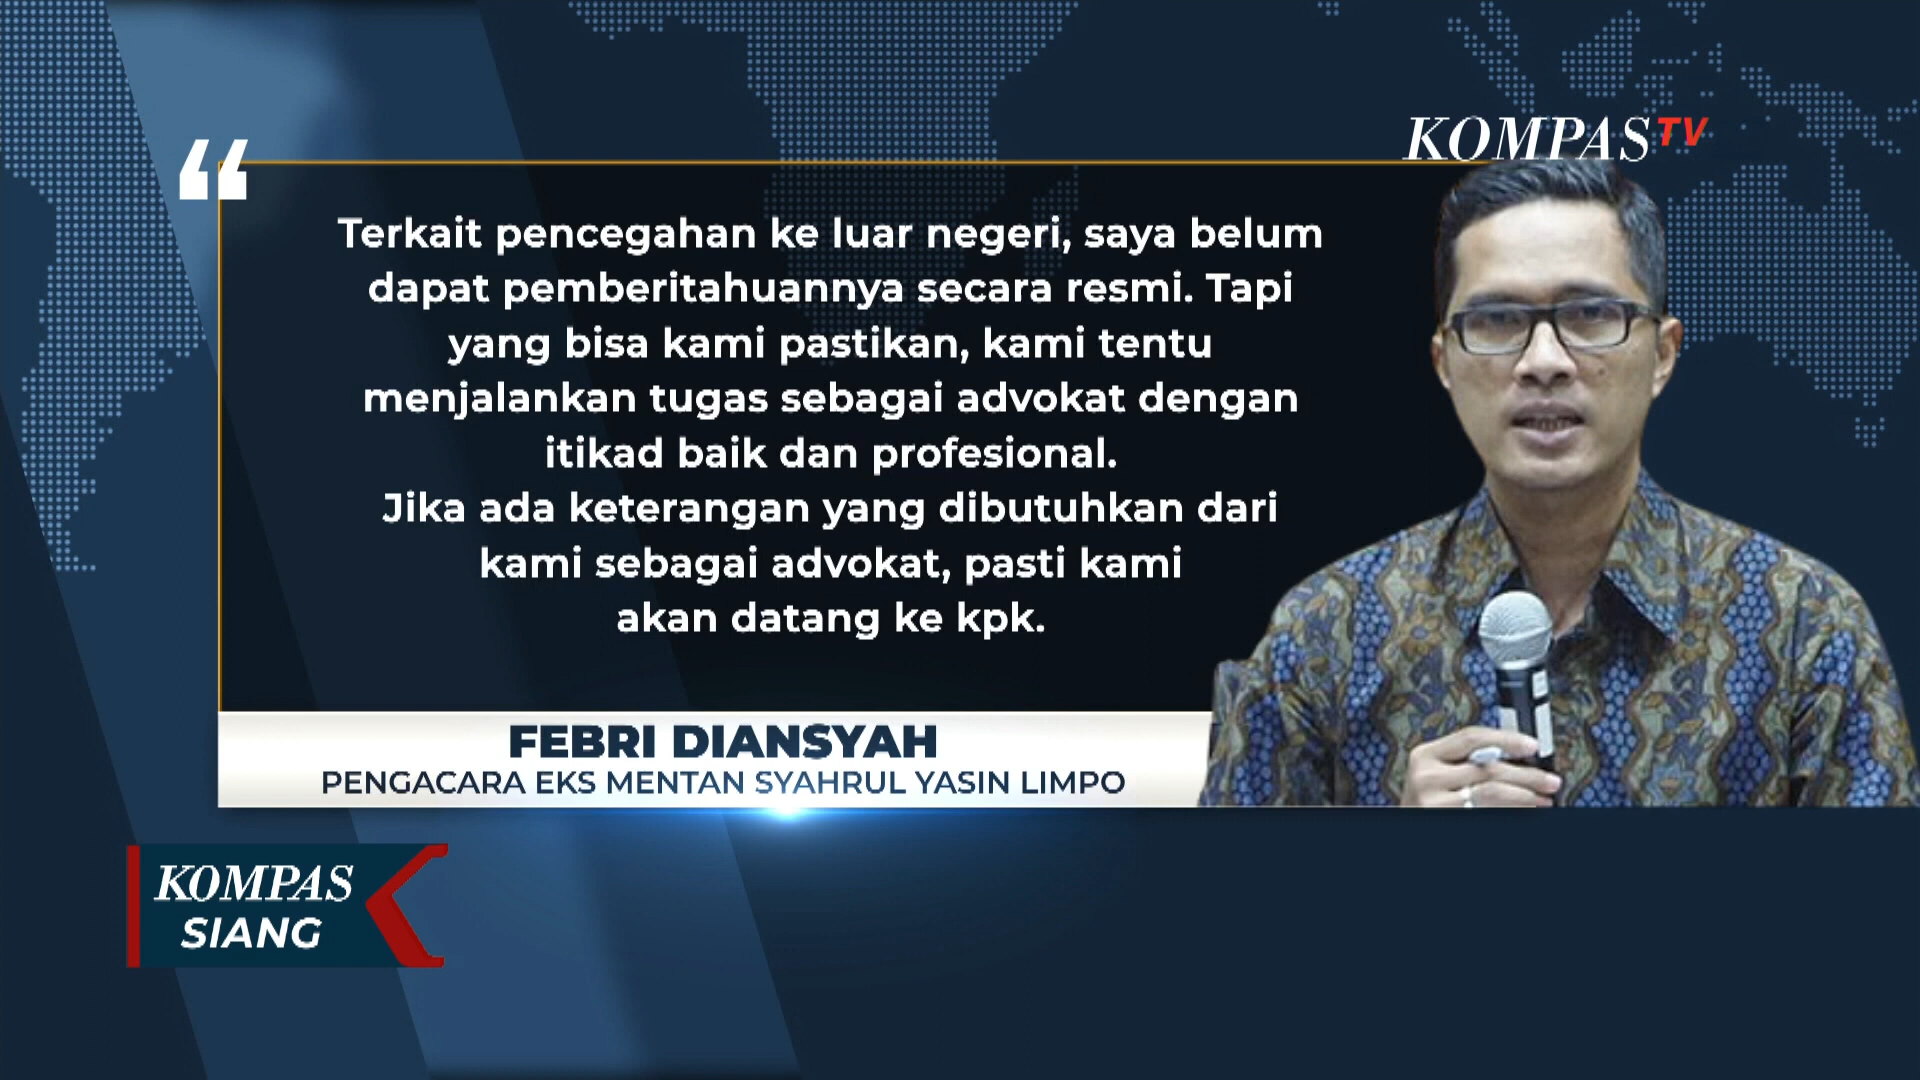 KOMPAS TV
“
Terkait pencegahan ke luar negeri, saya belum
dapat pemberitahuannya secara resmi. Tapi
yang bisa kami pastikan, kami tentu
menjalankan tugas sebagai advokat dengan
itikad baik dan profesional.
Jika ada keterangan yang dibutuhkan dari
kami sebagai advokat, pasti kami
akan datang ke kpk.
FEBRI DIANSYAH
PENGACARA EKS MENTAN SYAHRUL YASIN LIMPO
KOMPAS
SIANG